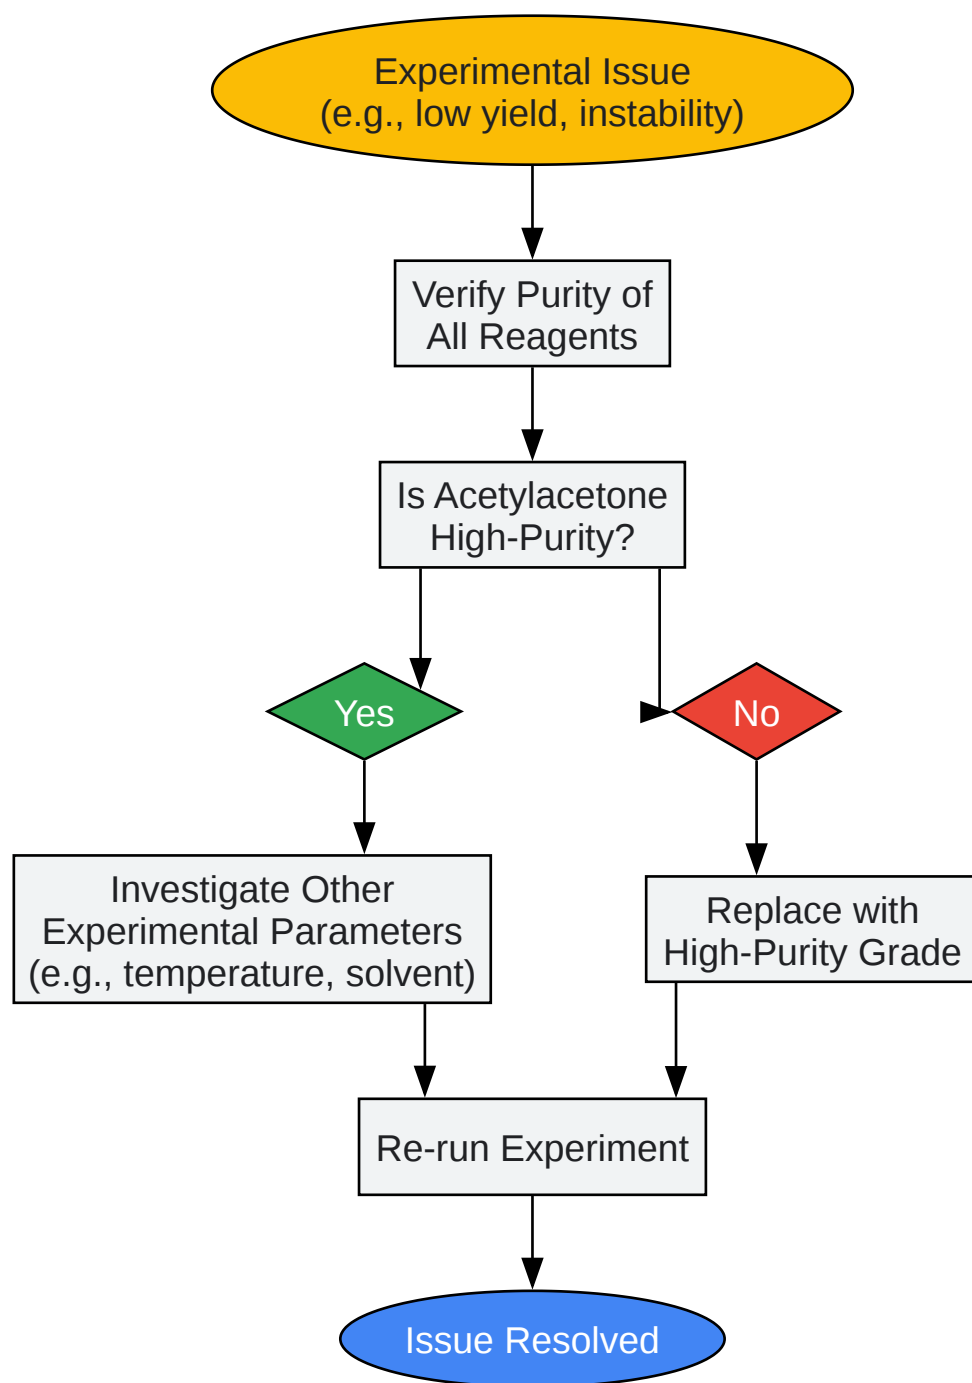 Experimental Issue
(e.g., low yield, instability)
Verify Purity of
All Reagents
Is Acetylacetone
High-Purity?
Yes
No
Investigate Other
Experimental Parameters
(e.g., temperature, solvent)
Replace with
High-Purity Grade
Re-run Experiment
Issue Resolved